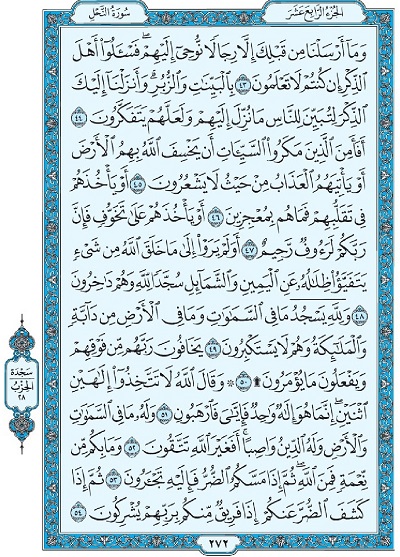 سُورَةُ النَّحْلِ
الجُزْءُ الرَّابِعُ عَشَرَ
وَمَآ أَرْسَلْنَا مِن قَبْلِكَ إِلَّا رِجَالًا نُّوحِىٓ إِلَيْهِمْ ۖ فَسْـَٔلُوٓا۟ أَهْلَ
ٱلذِّكْرِ إِن كُنتُمْ لَا تَعْلَمُونَ ٤٣ بِٱلْبَيِّنَـٰتِ وَٱلزُّبُرِ ۗ وَأَنزَلْنَآ إِلَيْكَ
ٱلذِّكْرَ لِتُبَيِّنَ لِلنَّاسِ مَا نُزِّلَ إِلَيْهِمْ وَلَعَلَّهُمْ يَتَفَكَّرُونَ ٤٤
أَفَأَمِنَ ٱلَّذِينَ مَكَرُوا۟ ٱلسَّيِّـَٔاتِ أَن يَخْسِفَ ٱللَّهُ بِهِمُ ٱلْأَرْضَ
أَوْ يَأْتِيَهُمُ ٱلْعَذَابُ مِنْ حَيْثُ لَا يَشْعُرُونَ ٤٥ أَوْ يَأْخُذَهُمْ
فِى تَقَلُّبِهِمْ فَمَا هُم بِمُعْجِزِينَ ٤٦ أَوْ يَأْخُذَهُمْ عَلَىٰ تَخَوُّفٍ فَإِنَّ
رَبَّكُمْ لَرَءُوفٌ رَّحِيمٌ ٤٧ أَوَلَمْ يَرَوْا۟ إِلَىٰ مَا خَلَقَ ٱللَّهُ مِن شَىْءٍ
يَتَفَيَّؤُا۟ ظِلَـٰلُهُۥ عَنِ ٱلْيَمِينِ وَٱلشَّمَآئِلِ سُجَّدًا لِّلَّهِ وَهُمْ دَٰخِرُونَ
٤٨ وَلِلَّهِ يَسْجُدُ مَا فِى ٱلسَّمَـٰوَٰتِ وَمَا فِى ٱلْأَرْضِ مِن دَآبَّةٍ
وَٱلْمَلَـٰٓئِكَةُ وَهُمْ لَا يَسْتَكْبِرُونَ ٤٩ يَخَافُونَ رَبَّهُم مِّن فَوْقِهِمْ
وَيَفْعَلُونَ مَا يُؤْمَرُونَ ۩ ٥٠ ۞ وَقَالَ ٱللَّهُ لَا تَتَّخِذُوٓا۟ إِلَـٰهَيْنِ
ٱثْنَيْنِ ۖ إِنَّمَا هُوَ إِلَـٰهٌ وَٰحِدٌ ۖ فَإِيَّـٰىَ فَٱرْهَبُونِ ٥١ وَلَهُۥ مَا فِى ٱلسَّمَـٰوَٰتِ
وَٱلْأَرْضِ وَلَهُ ٱلدِّينُ وَاصِبًا ۚ أَفَغَيْرَ ٱللَّهِ تَتَّقُونَ ٥٢ وَمَا بِكُم مِّن
نِّعْمَةٍ فَمِنَ ٱللَّهِ ۖ ثُمَّ إِذَا مَسَّكُمُ ٱلضُّرُّ فَإِلَيْهِ تَجْـَٔرُونَ ٥٣ ثُمَّ إِذَا
كَشَفَ ٱلضُّرَّ عَنكُمْ إِذَا فَرِيقٌ مِّنكُم بِرَبِّهِمْ يُشْرِكُونَ ٥٤
سَجْدَة
الحِزْبُ
٢٨
٢٧٢